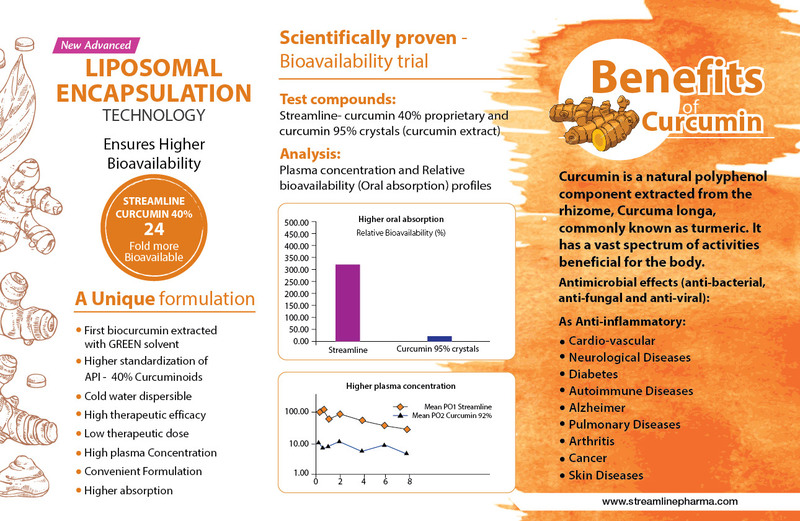 New Advanced
LIPOSOMAL
ENCAPSULATION
TECHNOLOGY
Ensures Higher
Bioavailability
STREAMLINE
CURCUMIN 40%
24
Fold more
Bioavailable
A Unique formulation
First biocurcumin extracted
with GREEN solvent
Higher standardization of
API - 40% Curcuminoids
Cold water dispersible
High therapeutic efficacy
Low therapeutic dose
High plasma Concentration
Convenient Formulation
Higher absorption
Scientifically proven -
Bioavailability trial
Test compounds:
Streamline- curcumin 40% proprietary and
curcumin 95% crystals (curcumin extract)
Analysis:
Plasma concentration and Relative
bioavailability (Oral absorption) profiles
Higher oral absorption
Relative Bioavailability (%)
500.00
450.00
400.00
350.00
300.00
250.00
200.00
150.00
100.00
50.00
0.00
Streamline
Curcumin 95% crystals
Higher plasma concentration
Mean PO1 Streamline
Mean PO2 Curcumin 92%
100.00
10.00
1.00
0 2 4 6 8
Benefits
of
Curcumin
Curcumin is a natural polyphenol
component extracted from the
rhizome, Curcuma longa,
commonly known as turmeric. It
has a vast spectrum of activities
beneficial for the body.
Antimicrobial effects (anti-bacterial,
anti-fungal and anti-viral):
As Anti-inflammatory:
Cardio-vascular
Neurological Diseases
Diabetes
Autoimmune Diseases
Alzheimer
Pulmonary Diseases
Arthritis
Cancer
Skin Diseases
www.streamlinepharma.com